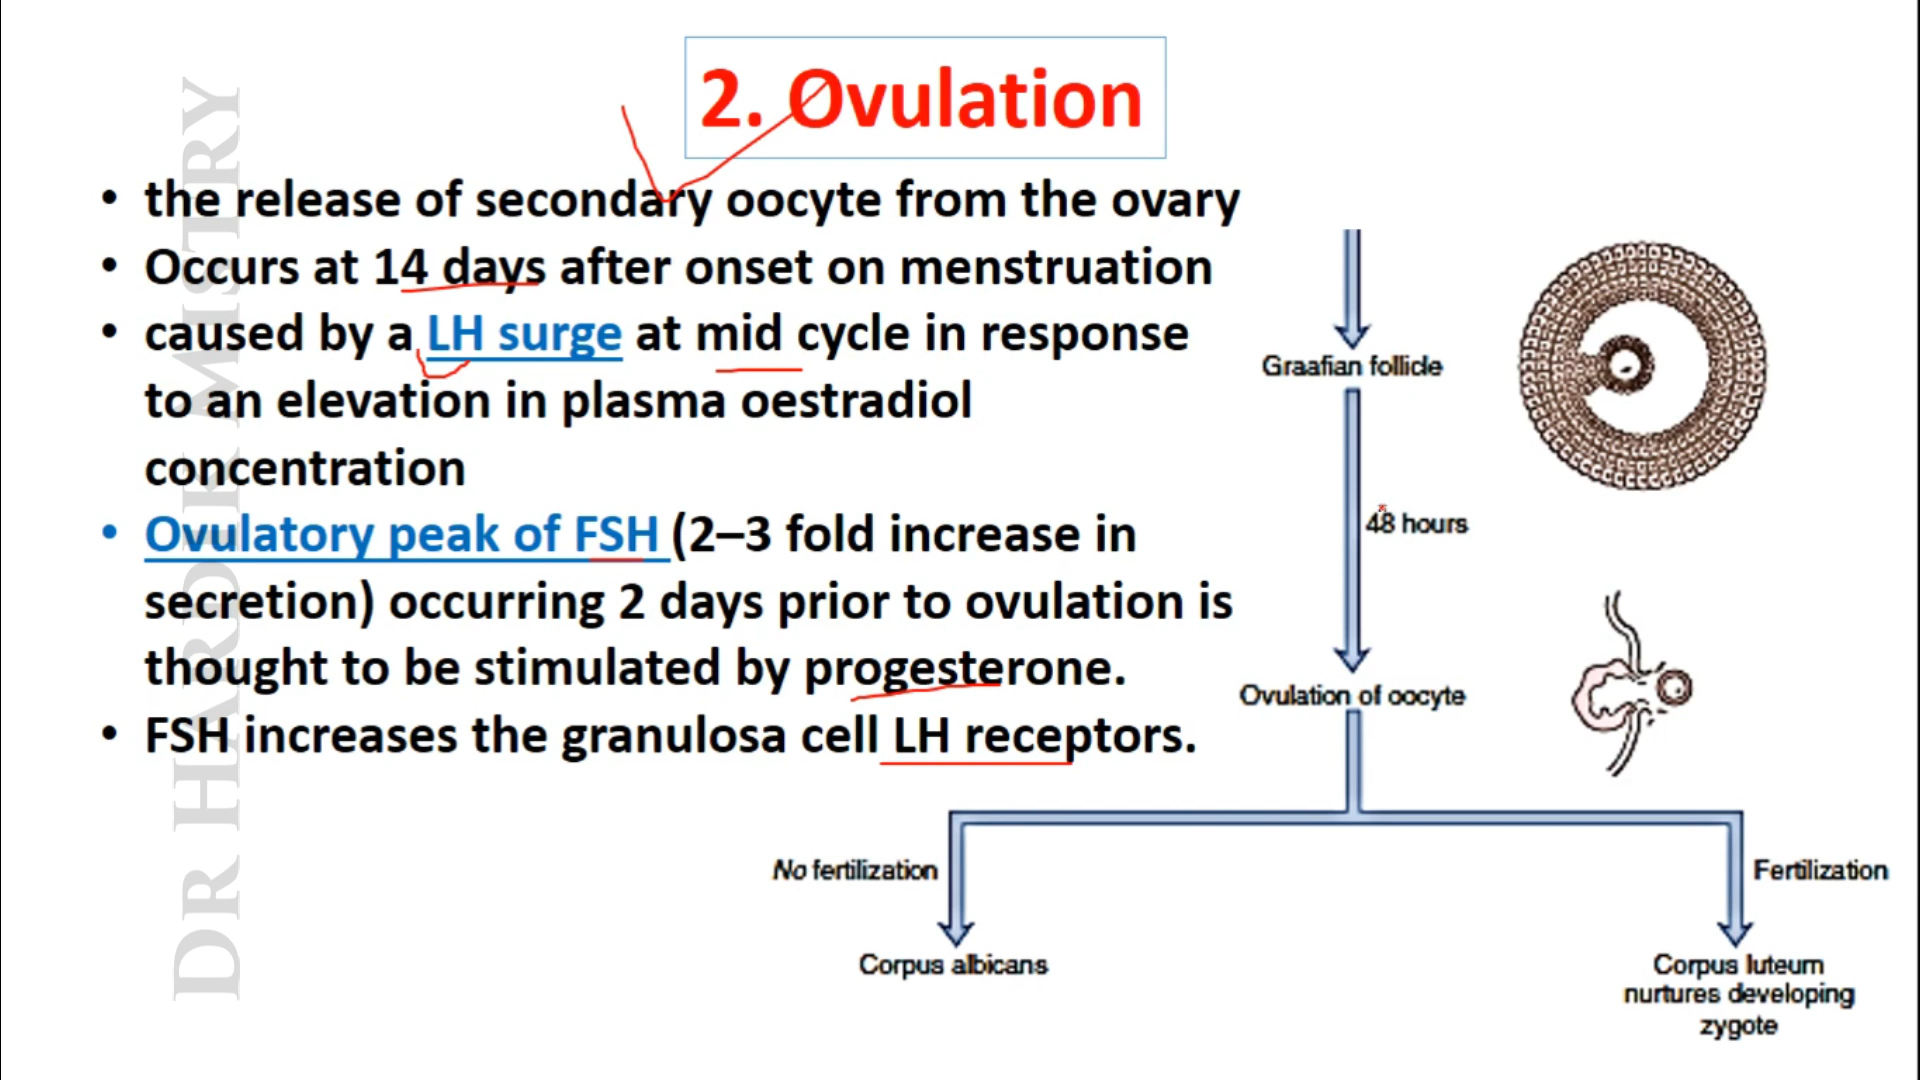 2. Ovulation
• the release of secondary oocyte from the ovary
• Occurs at 14 days after onset on menstruation
• caused by a LH surge at mid cycle in response
to an elevation in plasma oestradiol
concentration
• Ovulatory peak of FSH (2–3 fold increase in
secretion) occurring 2 days prior to ovulation is
thought to be stimulated by progesterone.
• FSH increases the granulosa cell LH receptors.
Graafian follicle
48 hours
Ovulation of oocyte
No fertilization
Fertilization
Corpus albicans
Corpus luteum
nurtures developing
zygote
DR HARDIK MISTRY